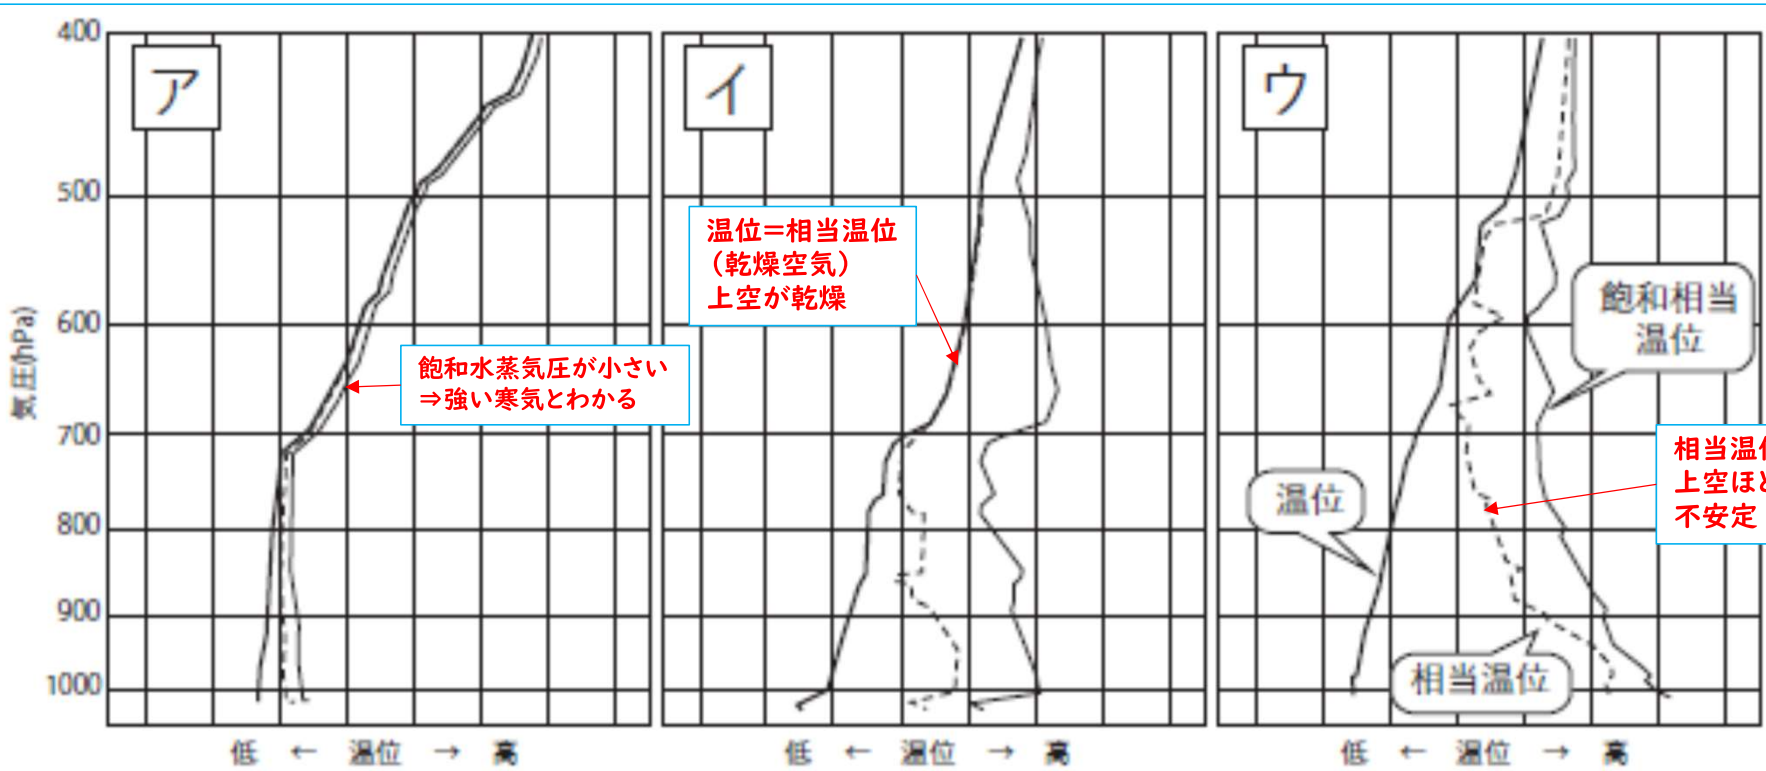 ア
イ
ウ
400
500
600
700
800
900
1000
気圧(hPa)
飽和水蒸気圧が小さい
⇒強い寒気とわかる
温位=相当温位
(乾燥空気)
上空が乾燥
飽和相当
温位
温位
相当温
上空ほ
不安定
相当温位
低 ← 温位 → 高
低 ← 温位 → 高
低 ← 温位 → 高